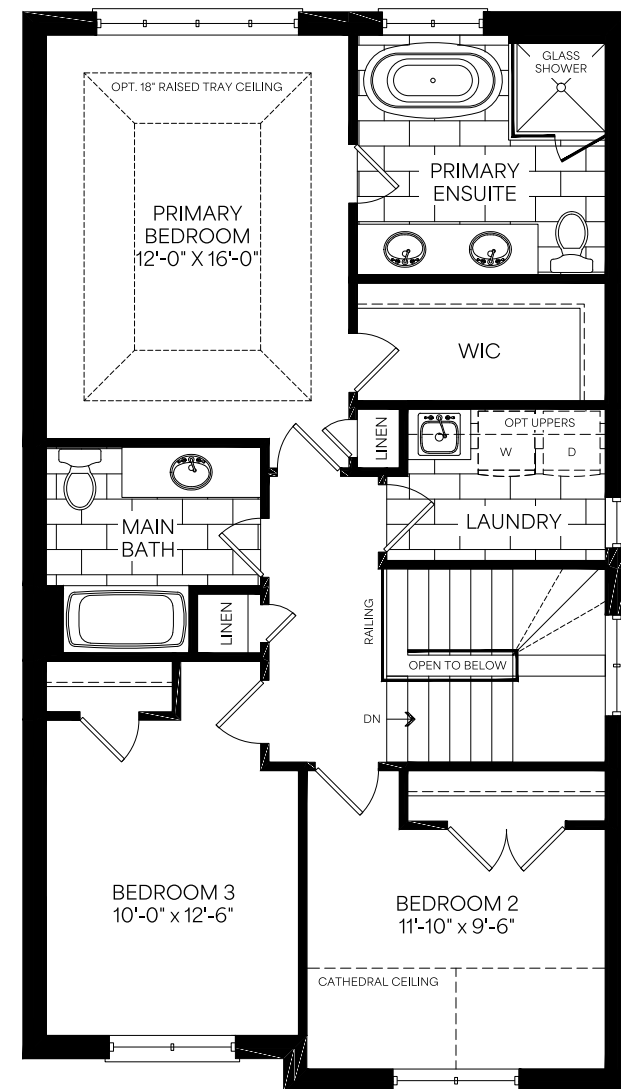 GLASS
SHOWER
OPT. 18" RAISED TRAY CEILING
PRIMARY
ENSUITE
PRIMARY
BEDROOM
12'-0" X 16'-0"
WIC
LINEN
OPT UPPERS
W
D
LAUNDRY
MAIN
BATH
LINEN
RAILING
OPEN TO BELOW
DN
BEDROOM 3
10'-0" x 12'-6"
BEDROOM 2
11'-10" x 9'-6"
CATHEDRAL CEILING